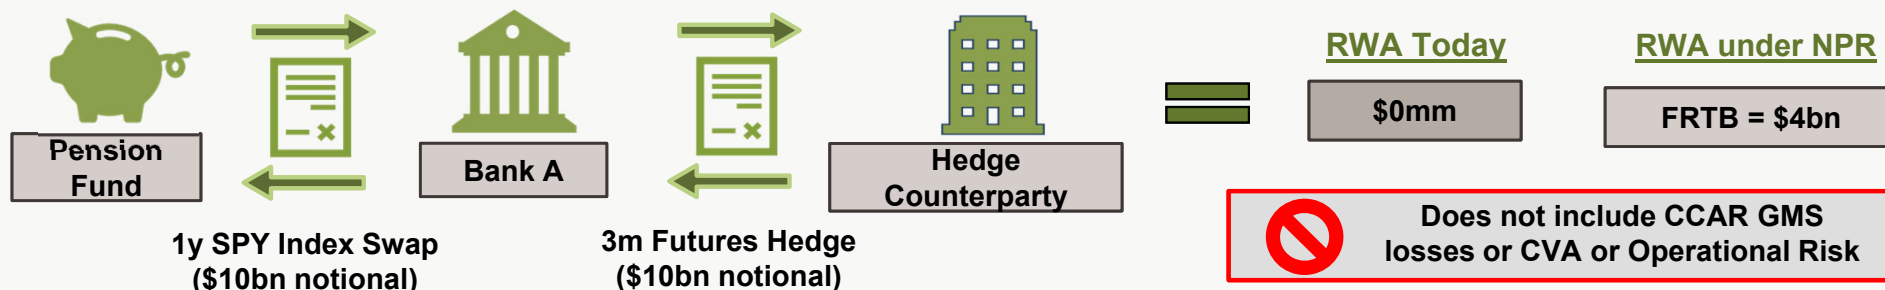 Pension
Fund
1y SPY Index Swap
($10bn notional)
Bank A
3m Futures Hedge
($10bn notional)
Hedge
Counterparty
RWA Today
$0mm
RWA under NPR
FRTB = $4bn
Does not include CCAR GMS
losses or CVA or Operational Risk